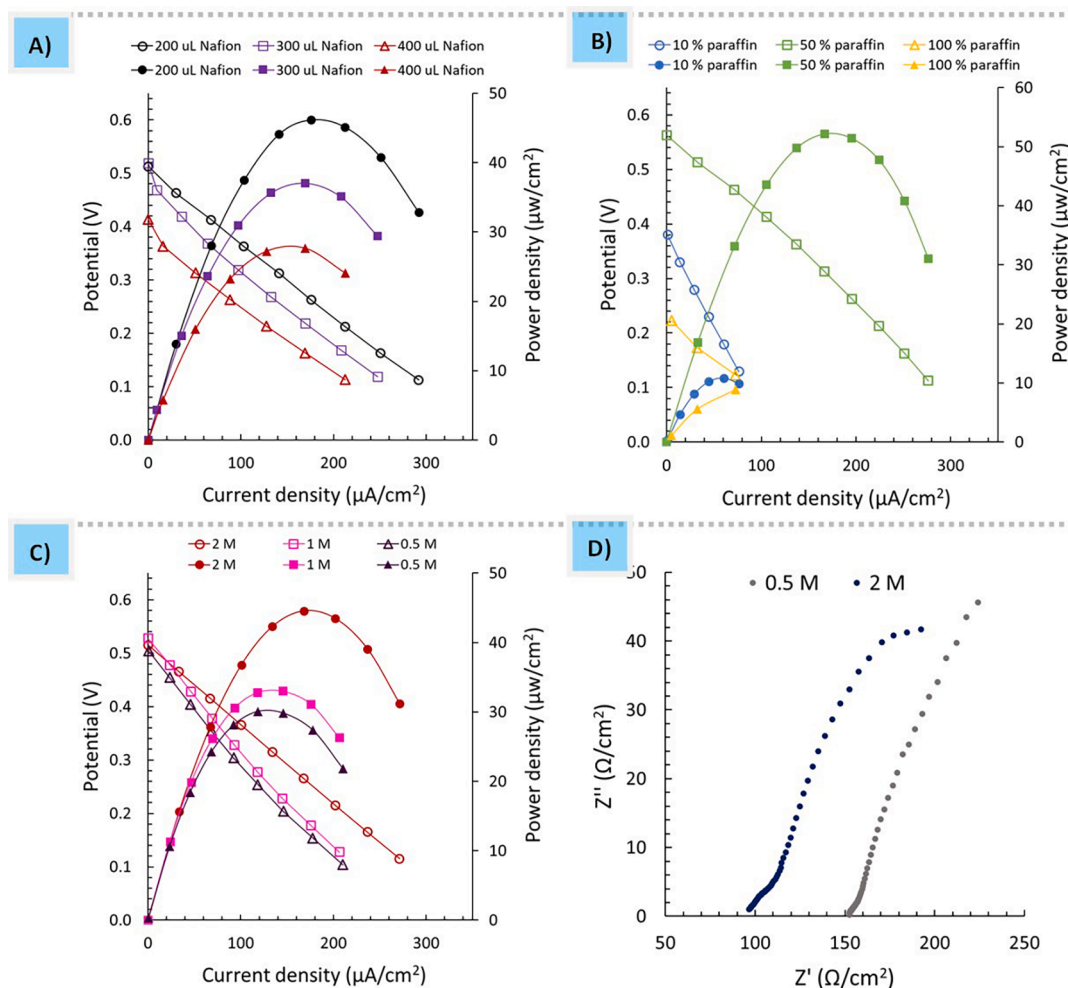 A)
200 uL Nafion 300 uL Nafion 400 uL Nafion
200 uL Nafion 300 uL Nafion 400 uL Nafion
Potential (V)
0.6
0.5
0.4
0.3
0.2
0.1
0.0
Power density (µw/cm²)
50
40
30
20
10
0
0 100 200 300
Current density (µA/cm²)
B)
10 % paraffin 50 % paraffin 100 % paraffin
10 % paraffin 50 % paraffin 100 % paraffin
Potential (V)
0.6
0.5
0.4
0.3
0.2
0.1
0.0
Power density (µw/cm²)
60
50
40
30
20
10
0
0 100 200 300
Current density (µA/cm²)
C)
2 M 1 M 0.5 M
2 M 1 M 0.5 M
Potential (V)
0.6
0.5
0.4
0.3
0.2
0.1
0.0
Power density (µw/cm²)
50
40
30
20
10
0
0 100 200 300
Current density (µA/cm²)
D)
0.5 M 2 M
Z'' (Ω/cm²)
50
40
30
20
10
0
50 100 150 200 250
Z' (Ω/cm²)